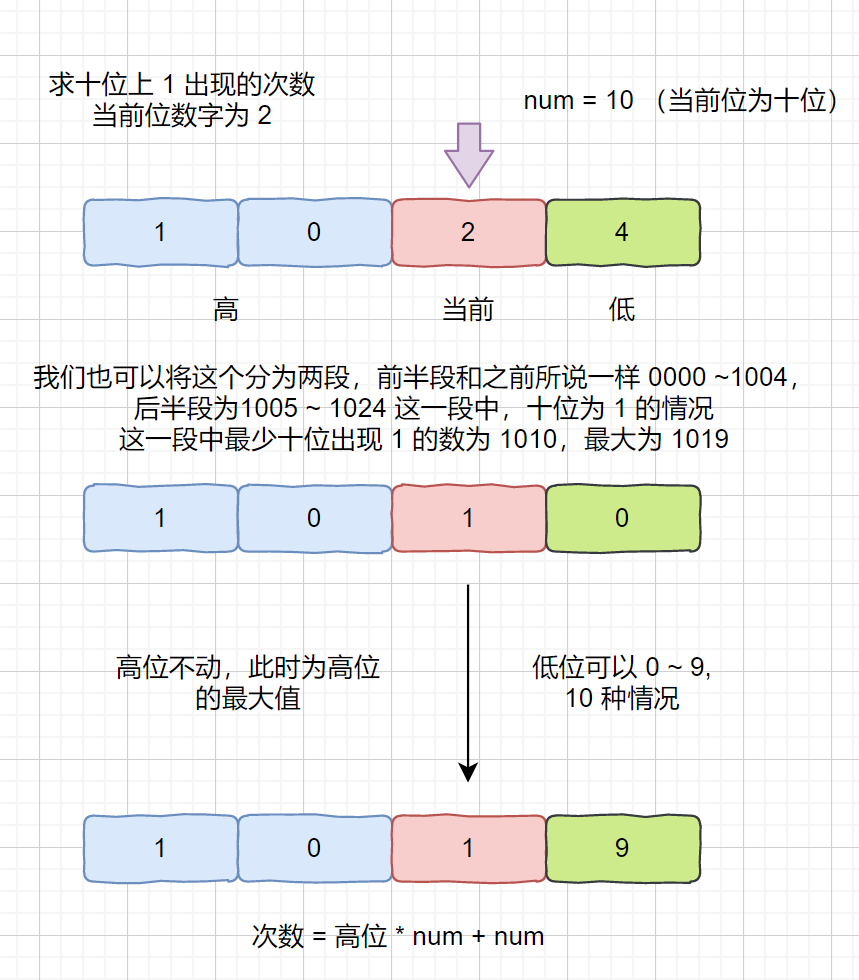 求十位上 1 出现的次数
当前位数字为 2
num = 10 （当前位为十位）
1 0 2 4
高 当前 低
我们也可以将这个分为两段，前半段和之前所说一样 0000 ~1004，
后半段为1005 ~ 1024 这一段中，十位为 1 的情况
这一段中最少十位出现 1 的数为 1010，最大为 1019
1 0 1 0
高位不动，此时为高位
的最大值
低位可以 0 ~ 9,
10 种情况
1 0 1 9
次数 = 高位 * num + num